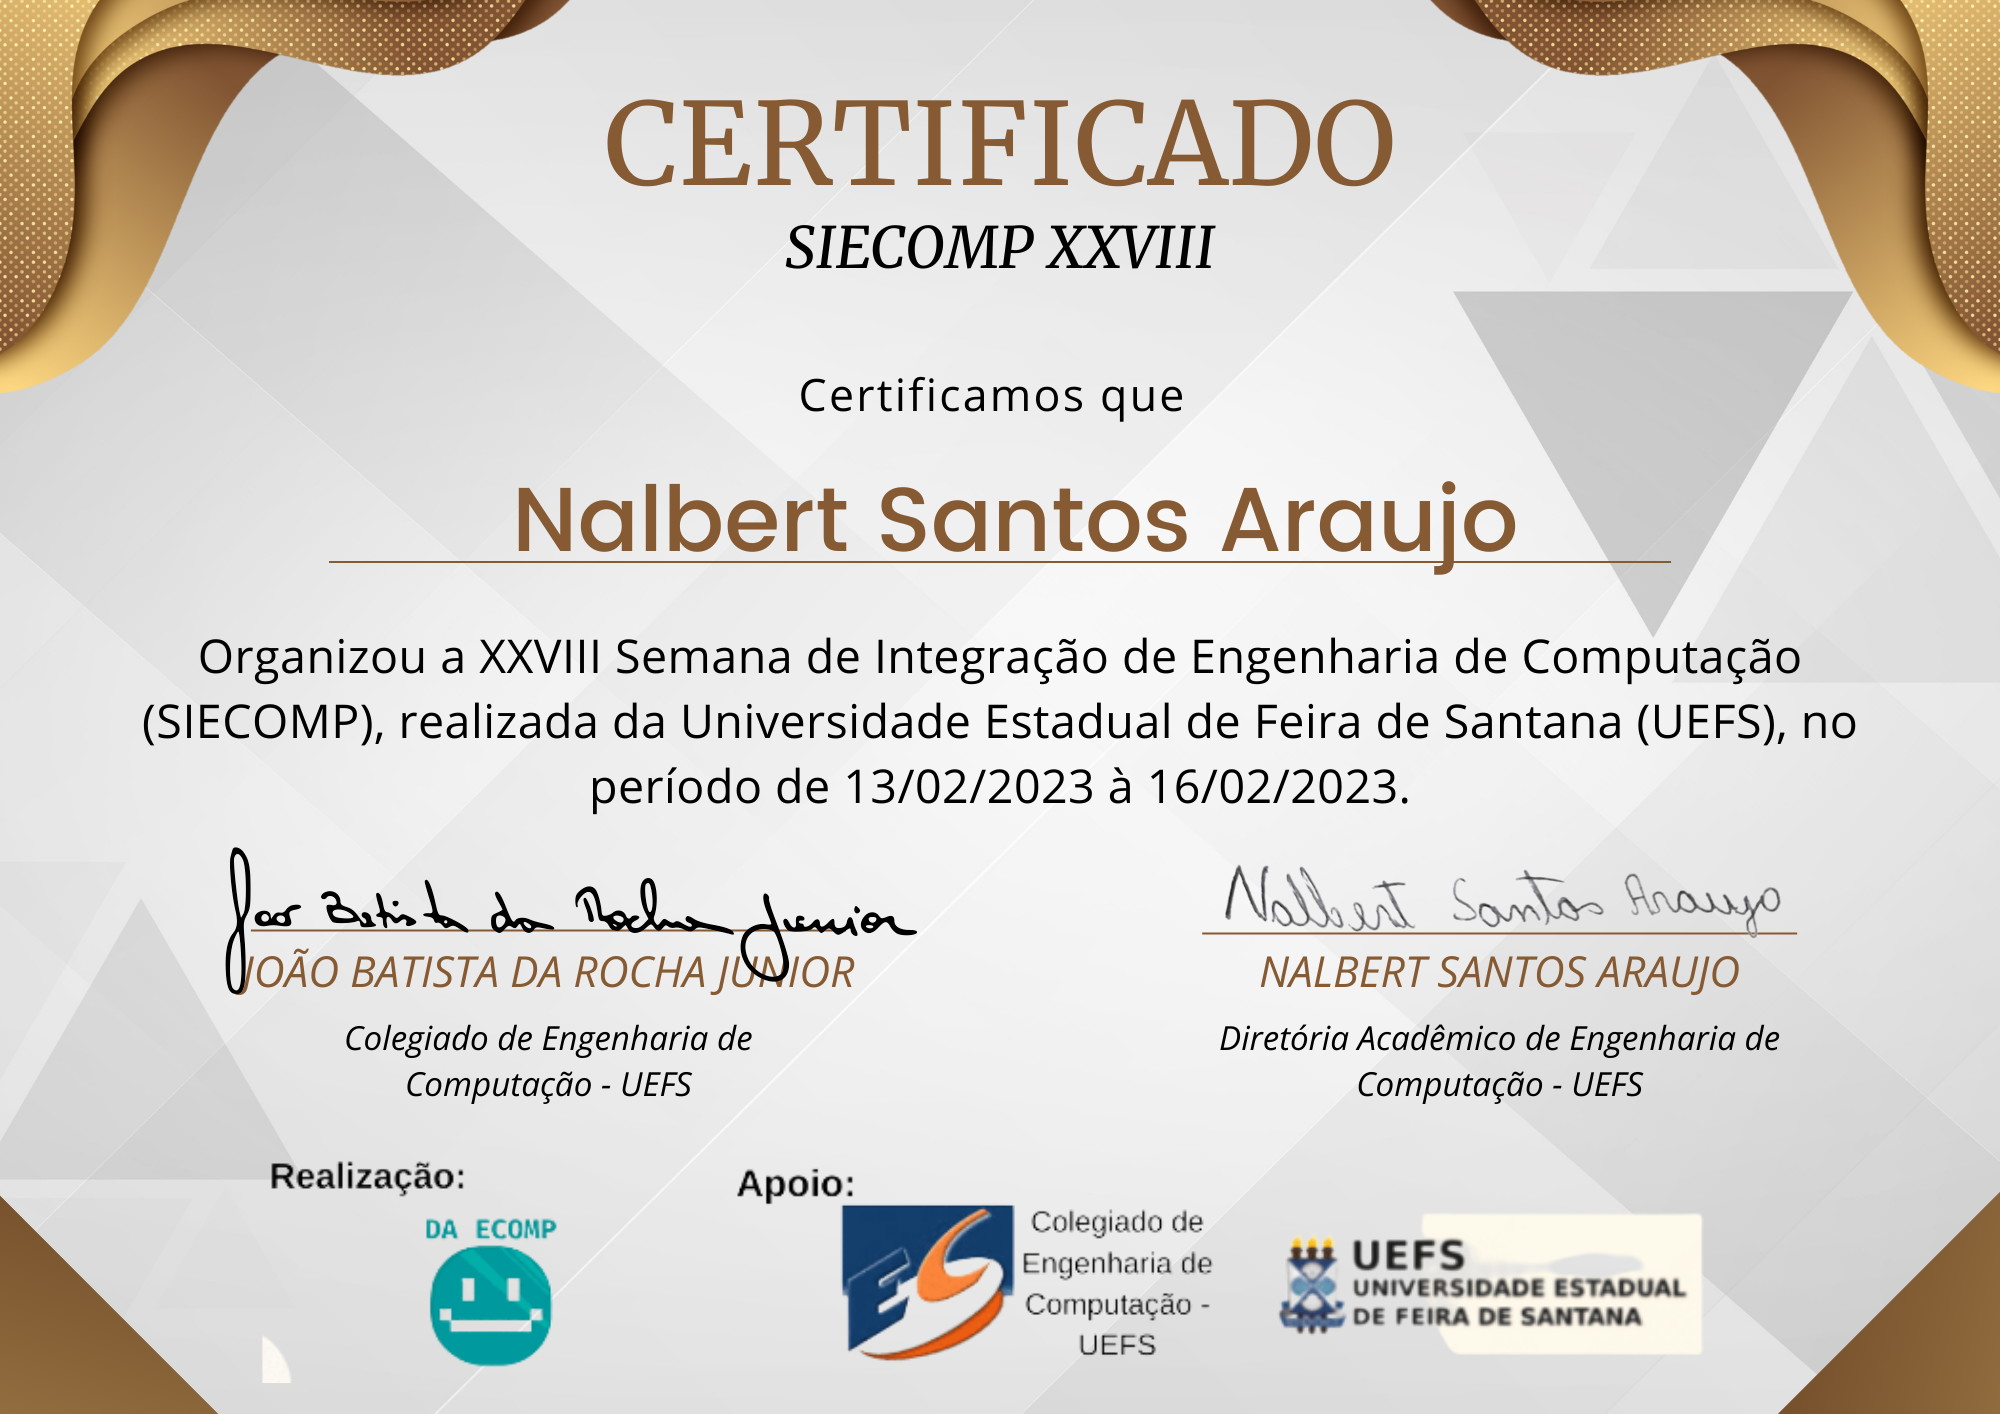 CERTIFICADO
SIECOMP XXVIII
Certificamos que
Nalbert Santos Araujo
Organizou a XXVIII Semana de Integração de Engenharia de Computação
(SIECOMP), realizada da Universidade Estadual de Feira de Santana (UEFS), no
período de 13/02/2023 à 16/02/2023.
Joao Batista da Rocha Junior
JOÃO BATISTA DA ROCHA JUNIOR
Colegiado de Engenharia de
Computação - UEFS
Nalbert Santos Araujo
NALBERT SANTOS ARAUJO
Diretória Acadêmico de Engenharia de
Computação - UEFS
Realização:
DA ECOMP
Apoio:
ES
Colegiado de
Engenharia de
Computação -
UEFS
UEFS
UNIVERSIDADE ESTADUAL
DE FEIRA DE SANTANA